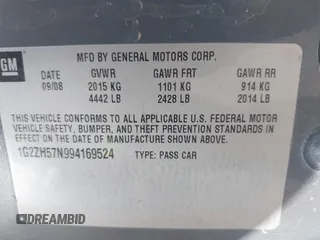 GM
MFD BY GENERAL MOTORS CORP.
DATE GVWR GAWR FRT GAWR RR
09/08 2015 KG 1101 KG 914 KG
4442 LB 2428 LB 2014 LB
THIS VEHICLE CONFORMS TO ALL APPLICABLE U.S. FEDERAL MOTOR
VEHICLE SAFETY, BUMPER, AND THEFT PREVENTION STANDARDS IN
EFFECT ON THE DATE OF MANUFACTURE SHOWN ABOVE.
1G2ZH57N994169524 TYPE: PASS CAR
DREAMBID